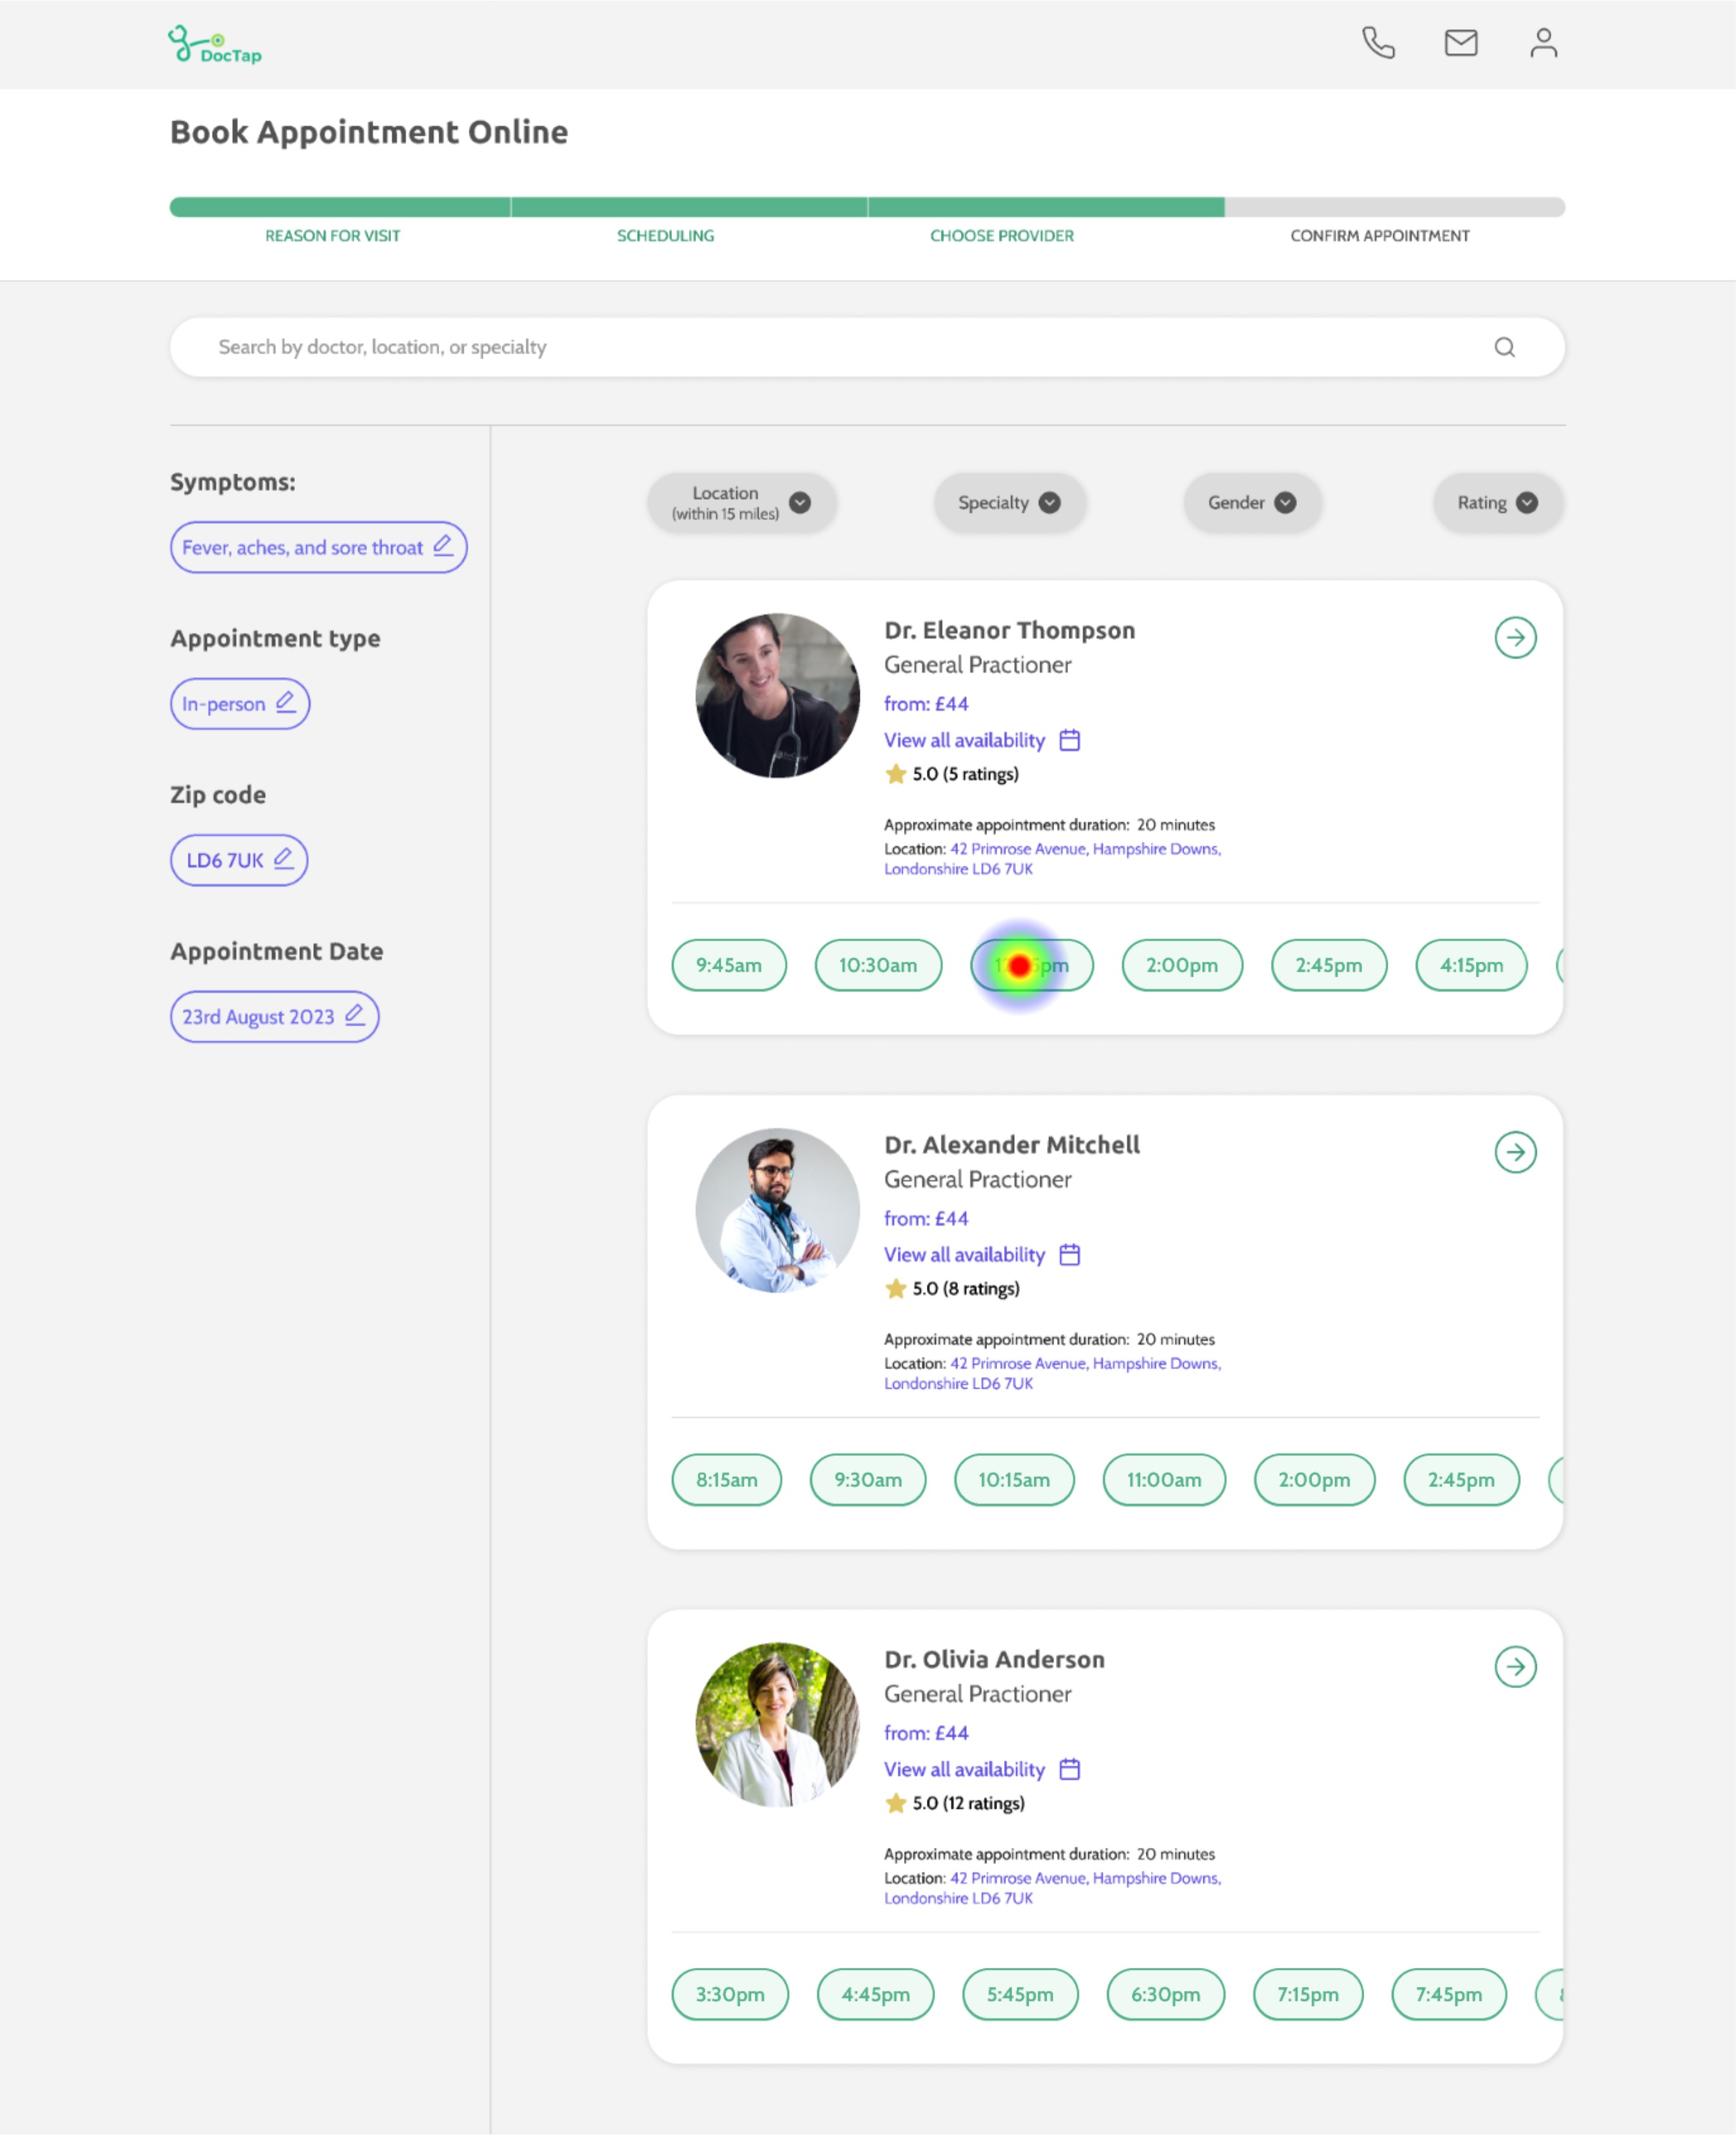 DocTap
Book Appointment Online
REASON FOR VISIT
SCHEDULING
CHOOSE PROVIDER
CONFIRM APPOINTMENT
Search by doctor, location, or specialty
Symptoms:
Fever, aches, and sore throat
Appointment type
In-person
Zip code
LD6 7UK
Appointment Date
23rd August 2023
Location
(within 15 miles)
Specialty
Gender
Rating
Dr. Eleanor Thompson
General Practioner
from: £44
View all availability
5.0 (5 ratings)
Approximate appointment duration: 20 minutes
Location: 42 Primrose Avenue, Hampshire Downs,
Londonshire LD6 7UK
9:45am
10:30am
2:00pm
2:45pm
4:15pm
Dr. Alexander Mitchell
General Practioner
from: £44
View all availability
5.0 (8 ratings)
Approximate appointment duration: 20 minutes
Location: 42 Primrose Avenue, Hampshire Downs,
Londonshire LD6 7UK
8:15am
9:30am
10:15am
11:00am
2:00pm
2:45pm
Dr. Olivia Anderson
General Practioner
from: £44
View all availability
5.0 (12 ratings)
Approximate appointment duration: 20 minutes
Location: 42 Primrose Avenue, Hampshire Downs,
Londonshire LD6 7UK
3:30pm
4:45pm
5:45pm
6:30pm
7:15pm
7:45pm